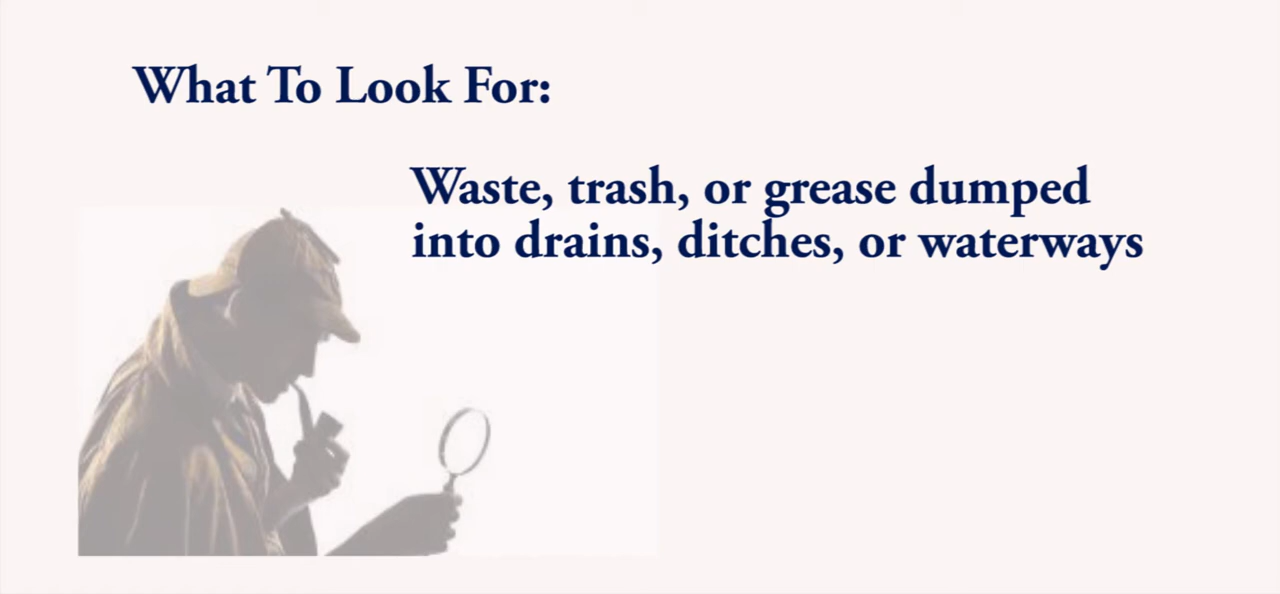 What To Look For:
Waste, trash, or grease dumped
into drains, ditches, or waterways